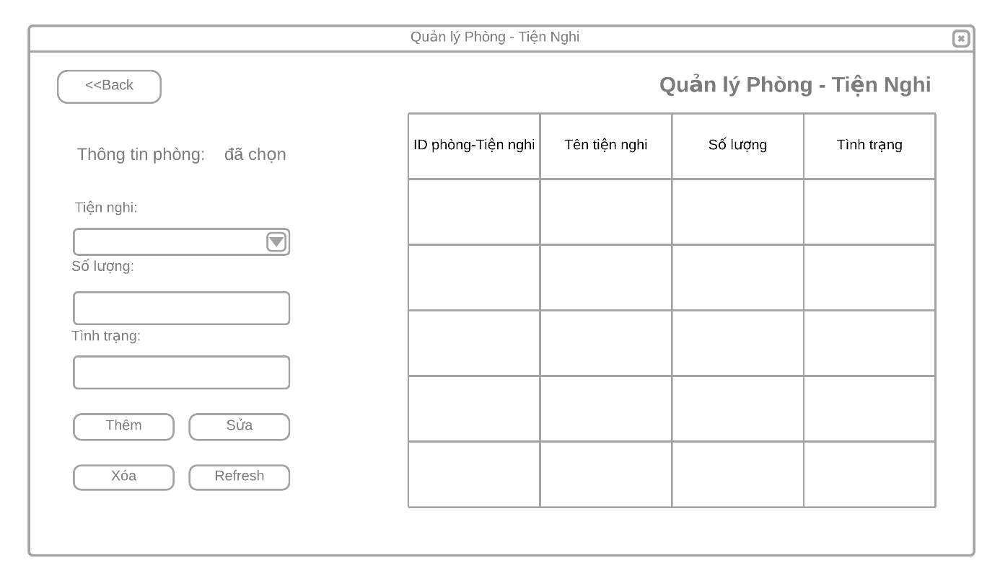 Quản lý Phòng - Tiện Nghi
<<Back
Quản lý Phòng - Tiện Nghi
Thông tin phòng: đã chọn
Tiện nghi:
Số lượng:
Tình trạng:
Thêm Sửa
Xóa Refresh
ID phòng-Tiện nghi Tên tiện nghi Số lượng Tình trạng